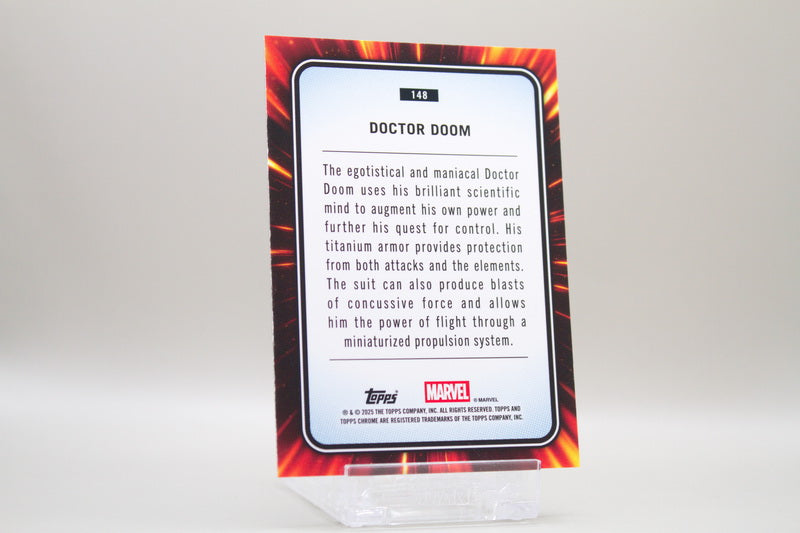 148
DOCTOR DOOM
The egotistical and maniacal Doctor
Doom uses his brilliant scientific
mind to augment his own power and
further his quest for control. His
titanium armor provides protection
from both attacks and the elements.
The suit can also produce blasts
of concussive force and allows
him the power of flight through a
miniaturized propulsion system.
Topps® MARVEL © MARVEL
® & © 2025 THE TOPPS COMPANY, INC. ALL RIGHTS RESERVED. TOPPS AND
TOPPS CHROME ARE REGISTERED TRADEMARKS OF THE TOPPS COMPANY, INC.